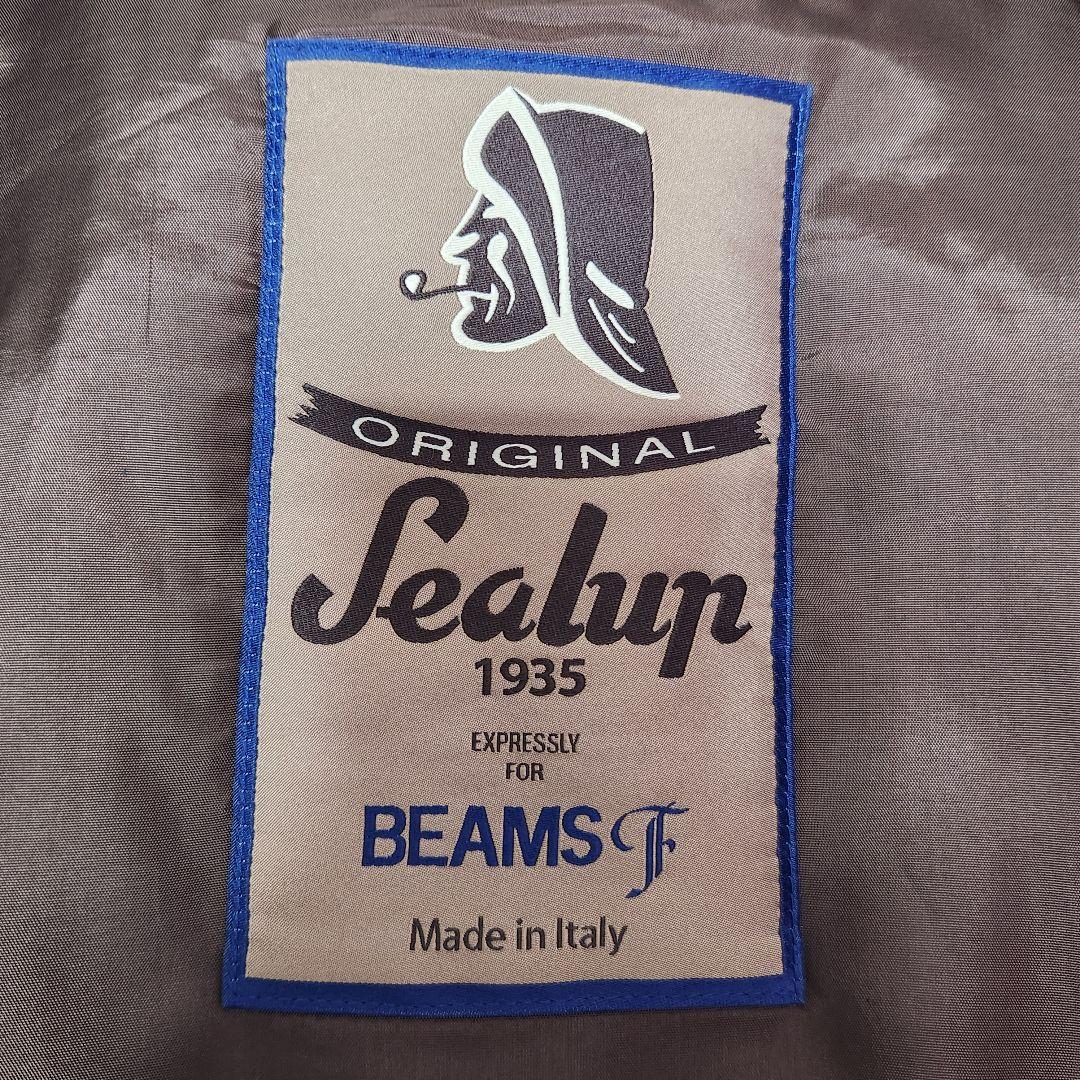 ORIGINAL
Sealup
1935
EXPRESSLY
FOR
BEAMS F
Made in Italy